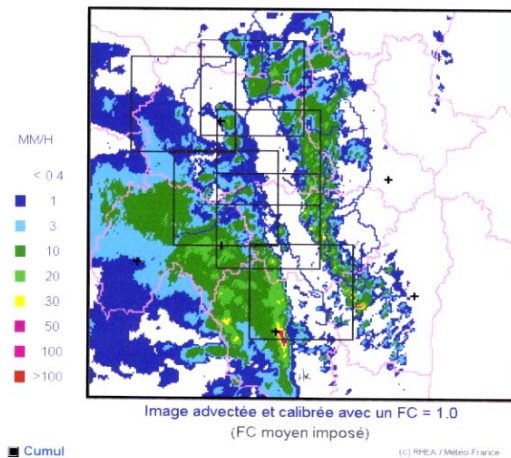 MM/H
< 0.4
1
3
10
20
30
50
100
>100
Image advectée et calibrée avec un FC = 1.0
(FC moyen imposé)
Cumul
(c) RHEA / Météo-France